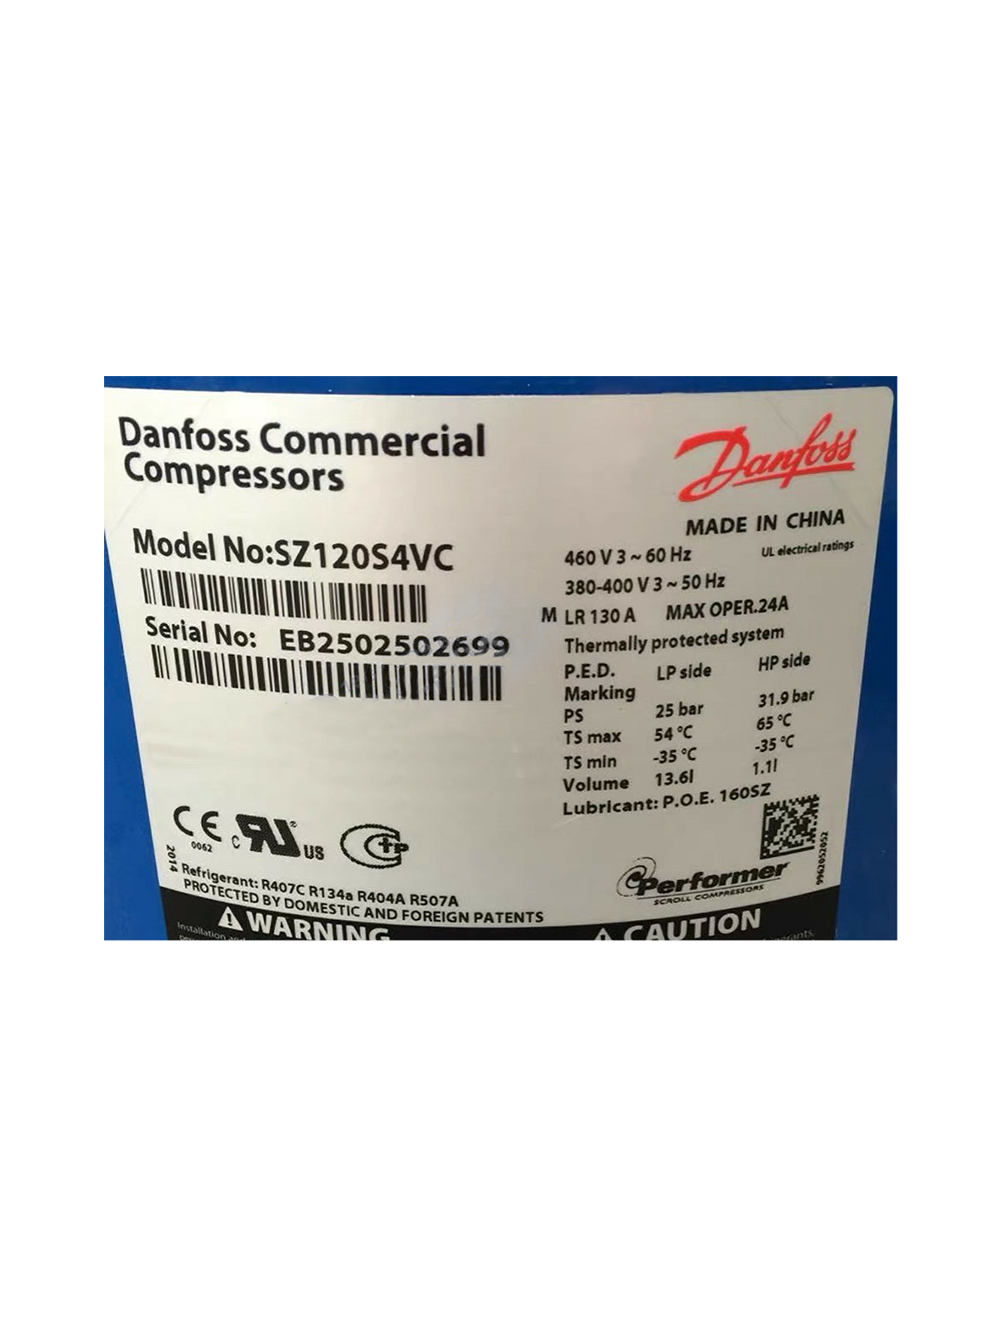 Danfoss Commercial
Compressors
Danfoss
MADE IN CHINA
Model No:SZ120S4VC
Serial No: EB2502502699
460 V 3 ~ 60 Hz UL electrical ratings
380-400 V 3 ~ 50 Hz
M LR 130 A MAX OPER.24A
Thermally protected system
P.E.D. LP side HP side
Marking
PS 25 bar 31.9 bar
TS max 54 °C 65 °C
TS min -35 °C -35 °C
Volume 13.6l 1.1l
Lubricant: P.O.E. 160SZ
CE
0062
c RU US
2014
Performer
SCROLL COMPRESSORS
9962052052
Refrigerant: R407C R134a R404A R507A
PROTECTED BY DOMESTIC AND FOREIGN PATENTS
WARNING
CAUTION
Installation and